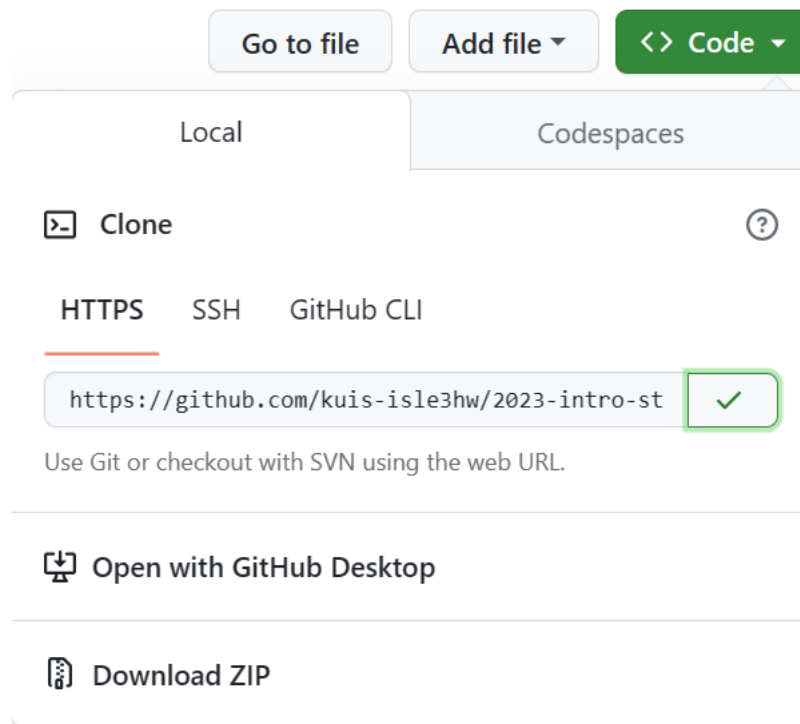 Go to file Add file <> Code
Local Codespaces
Clone
HTTPS SSH GitHub CLI
https://github.com/kuis-isle3hw/2023-intro-st
Use Git or checkout with SVN using the web URL.
Open with GitHub Desktop
Download ZIP